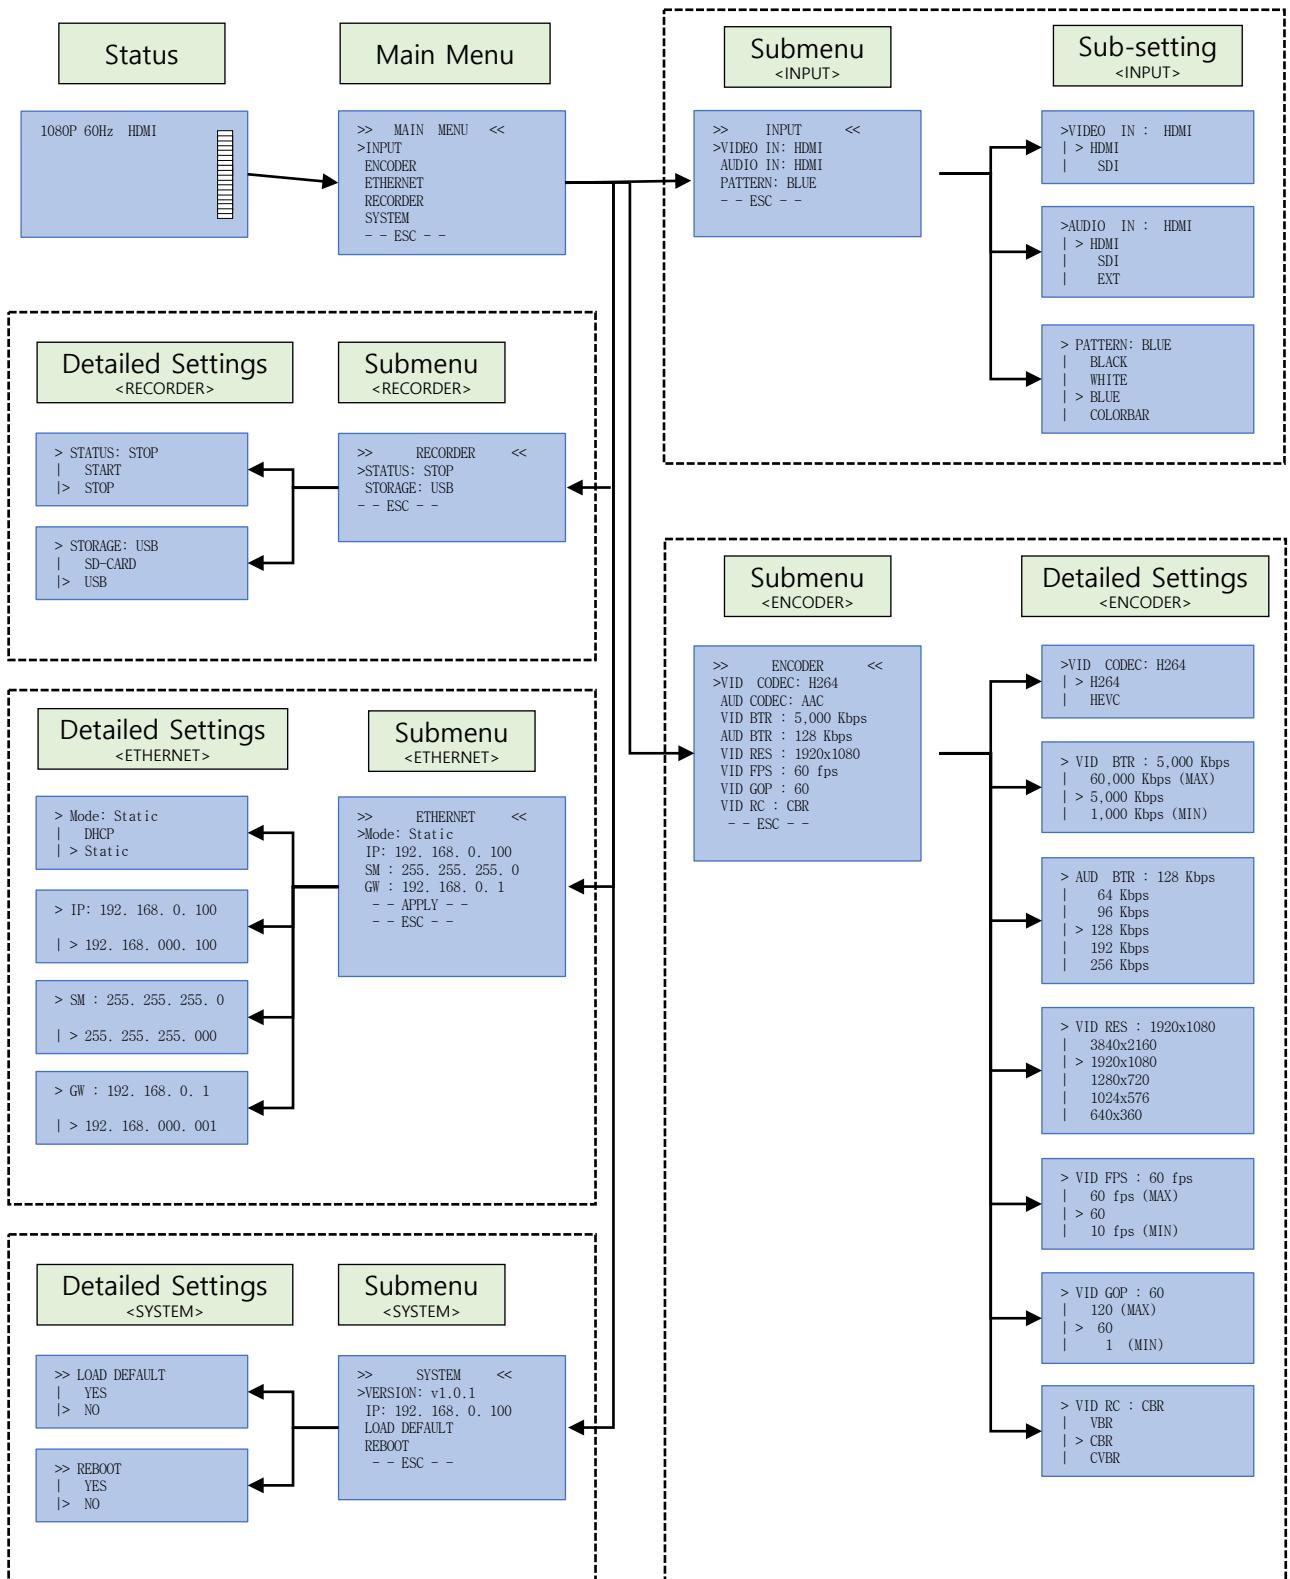 Status
1080P 60Hz HDMI
Main Menu
>> MAIN MENU <<
>INPUT
ENCODER
ETHERNET
RECORDER
SYSTEM
- - ESC - -
Submenu
<INPUT>
>> INPUT <<
>VIDEO IN: HDMI
AUDIO IN: HDMI
PATTERN: BLUE
- - ESC - -
Sub-setting
<INPUT>
>VIDEO IN : HDMI
| > HDMI
| SDI
>AUDIO IN : HDMI
| > HDMI
| SDI
| EXT
> PATTERN: BLUE
| BLACK
| WHITE
| > BLUE
| COLORBAR
Detailed Settings
<RECORDER>
> STATUS: STOP
| START
|> STOP
> STORAGE: USB
| SD-CARD
|> USB
Submenu
<RECORDER>
>> RECORDER <<
>STATUS: STOP
STORAGE: USB
- - ESC - -
Submenu
<ENCODER>
>> ENCODER <<
>VID CODEC: H264
AUD CODEC: AAC
VID BTR : 5,000 Kbps
AUD BTR : 128 Kbps
VID RES : 1920x1080
VID FPS : 60 fps
VID GOP : 60
VID RC : CBR
- - ESC - -
Detailed Settings
<ENCODER>
>VID CODEC: H264
| > H264
| HEVC
> VID BTR : 5,000 Kbps
| 60,000 Kbps (MAX)
| > 5,000 Kbps
| 1,000 Kbps (MIN)
> AUD BTR : 128 Kbps
| 64 Kbps
| 96 Kbps
| > 128 Kbps
| 192 Kbps
| 256 Kbps
> VID RES : 1920x1080
| 3840x2160
| > 1920x1080
| 1280x720
| 1024x576
| 640x360
> VID FPS : 60 fps
| 60 fps (MAX)
| > 60
| 10 fps (MIN)
> VID GOP : 60
| 120 (MAX)
| > 60
| 1 (MIN)
> VID RC : CBR
| VBR
| > CBR
| CVBR
Detailed Settings
<ETHERNET>
> Mode: Static
| DHCP
| > Static
> IP: 192. 168. 0. 100
| > 192. 168. 000. 100
> SM : 255. 255. 255. 0
| > 255. 255. 255. 000
> GW : 192. 168. 0. 1
| > 192. 168. 000. 001
Submenu
<ETHERNET>
>> ETHERNET <<
>Mode: Static
IP: 192. 168. 0. 100
SM : 255. 255. 255. 0
GW : 192. 168. 0. 1
- - APPLY - -
- - ESC - -
Detailed Settings
<SYSTEM>
>> LOAD DEFAULT
| YES
|> NO
>> REBOOT
| YES
|> NO
Submenu
<SYSTEM>
>> SYSTEM <<
>VERSION: v1.0.1
IP: 192. 168. 0. 100
LOAD DEFAULT
REBOOT
- - ESC - -